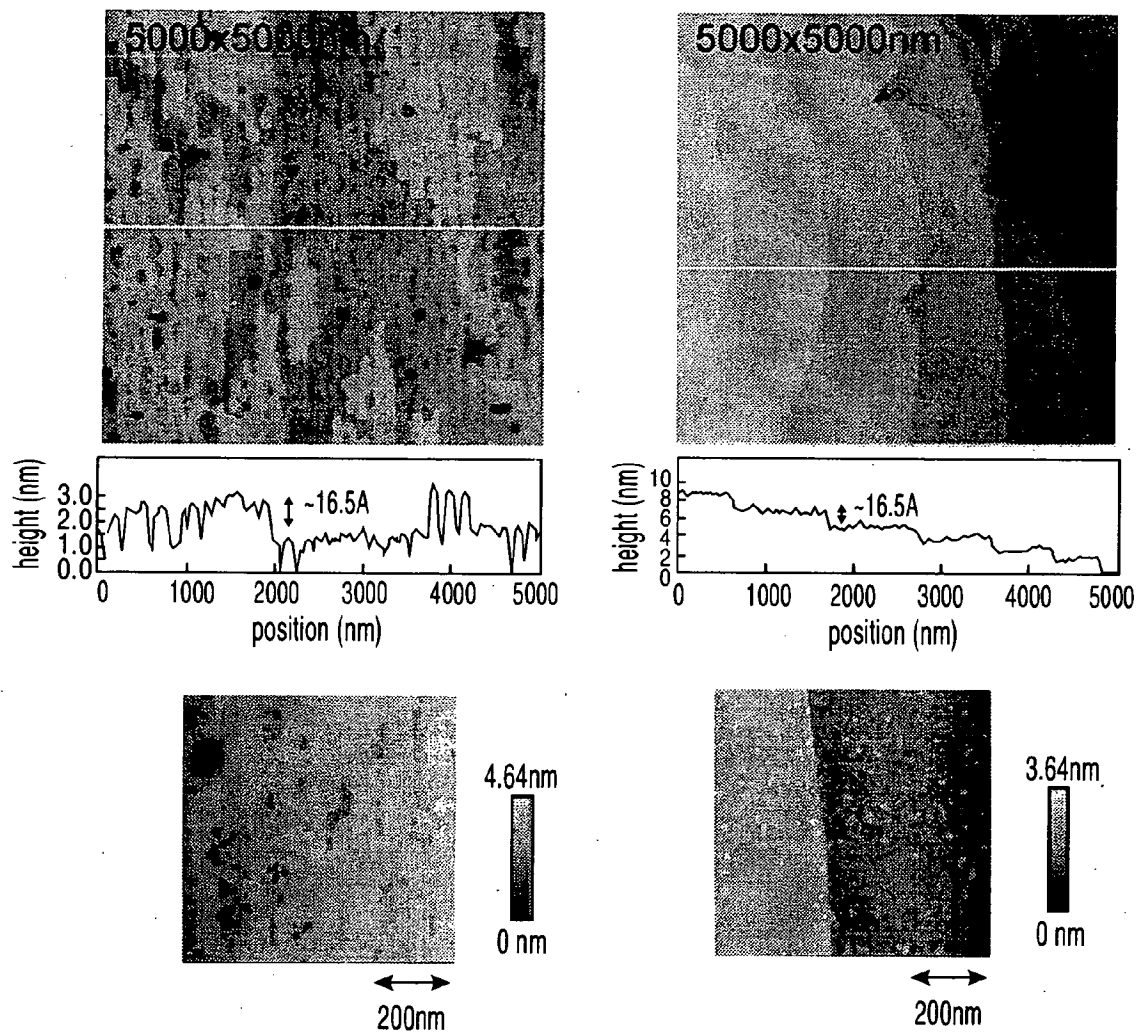 5000x5000nm
5000x5000nm
height (nm)
3.0
2.0
1.0
0.0
~16.5A
0
1000
2000
3000
4000
5000
position (nm)
height (nm)
10
8
6
4
2
0
~16.5A
0
1000
2000
3000
4000
5000
position (nm)
4.64nm
0 nm
200nm
3.64nm
0 nm
200nm